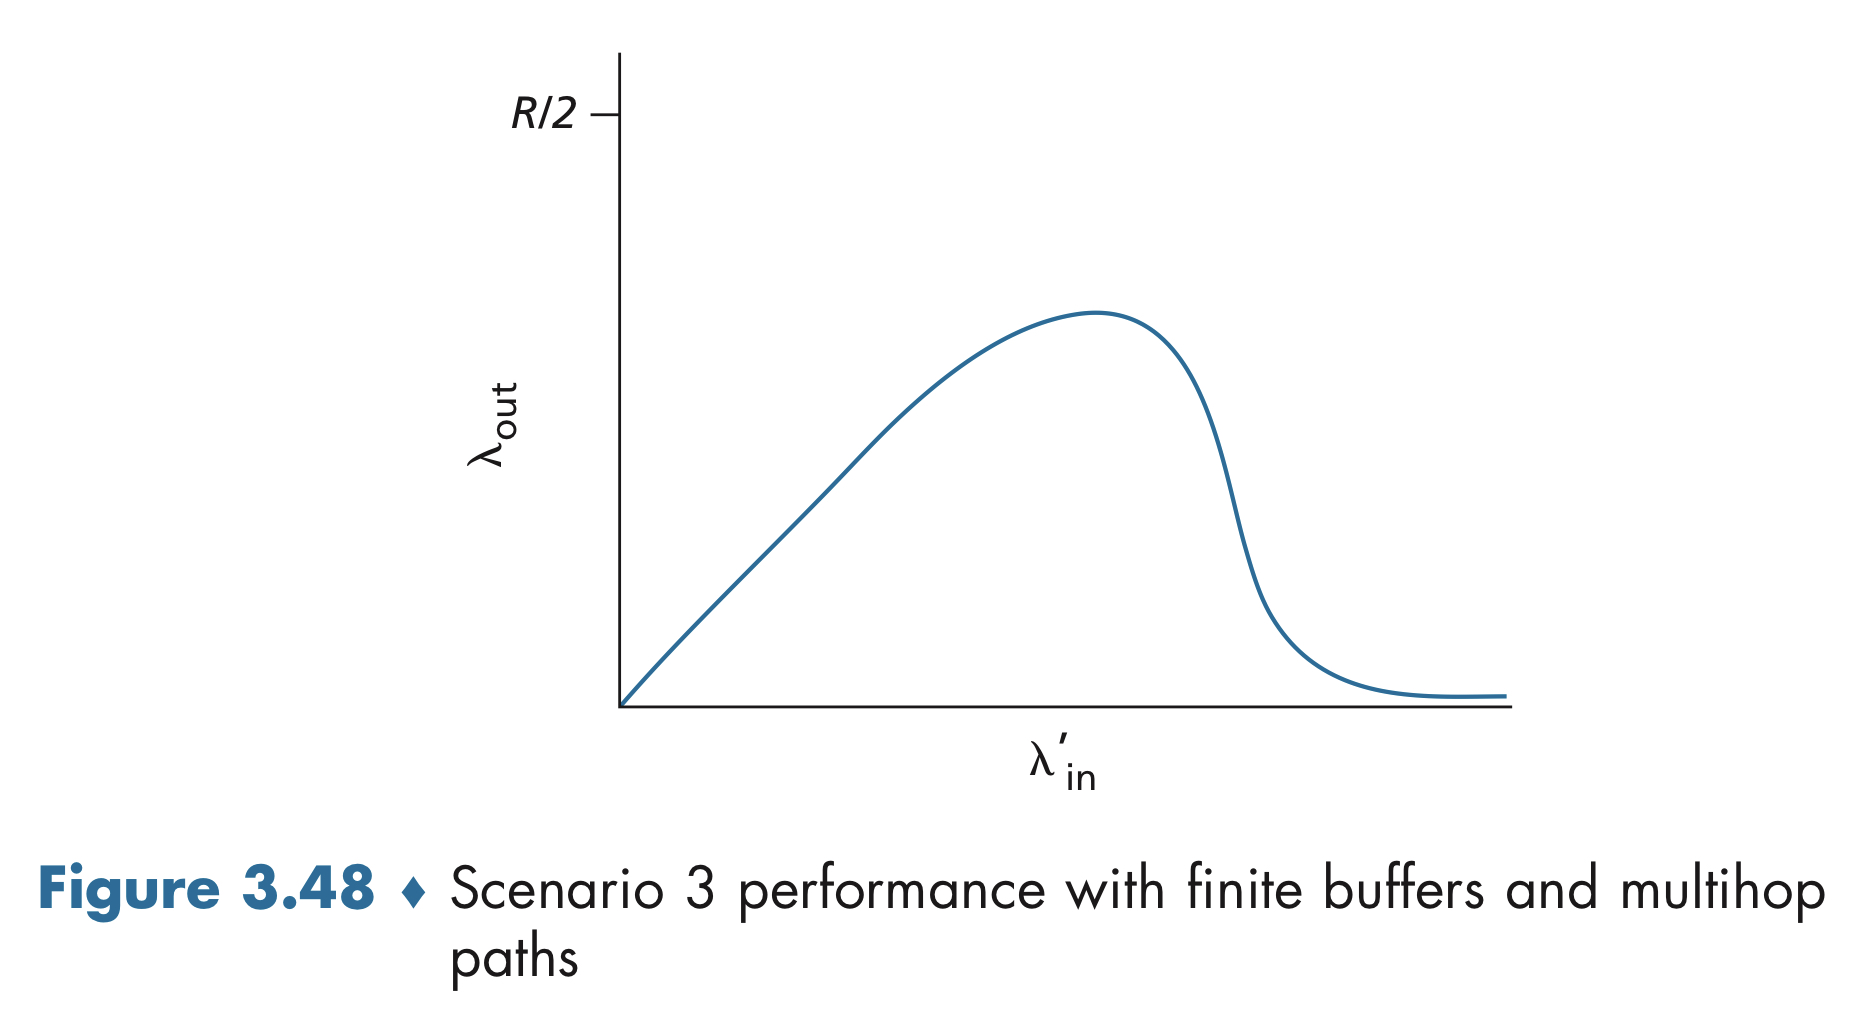 R/2
λout
λ′in
Figure 3.48 ♦ Scenario 3 performance with finite buffers and multihop
paths